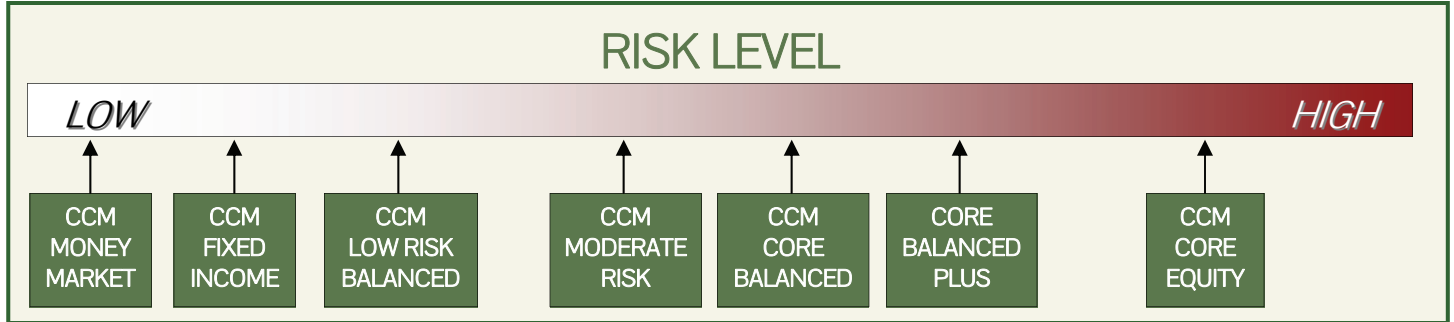 RISK LEVEL
LOW
HIGH
CCM
MONEY
MARKET
CCM
FIXED
INCOME
CCM
LOW RISK
BALANCED
CCM
MODERATE
RISK
CCM
CORE
BALANCED
CORE
BALANCED
PLUS
CCM
CORE
EQUITY